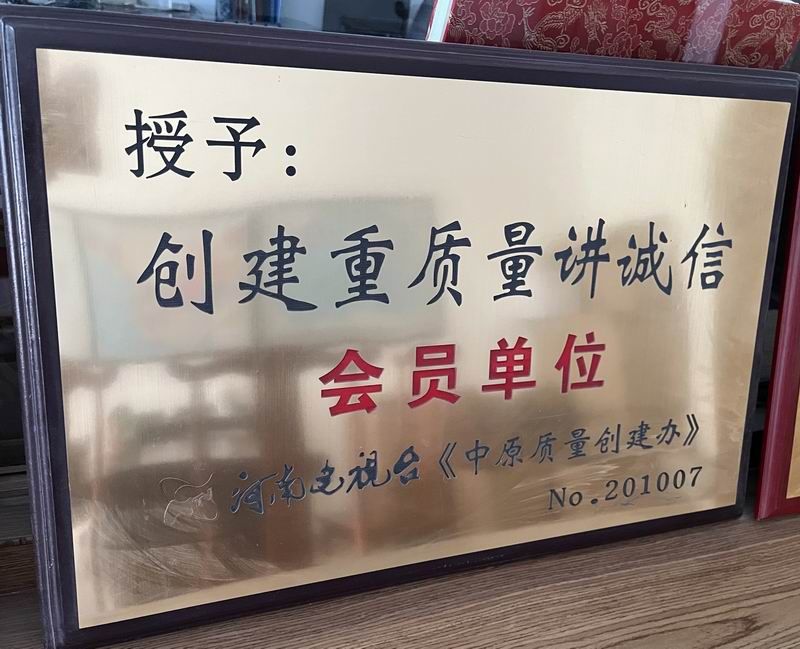 授予：
创建重质量讲诚信
会员单位
河南电视台《中原质量创建办》
No.201007